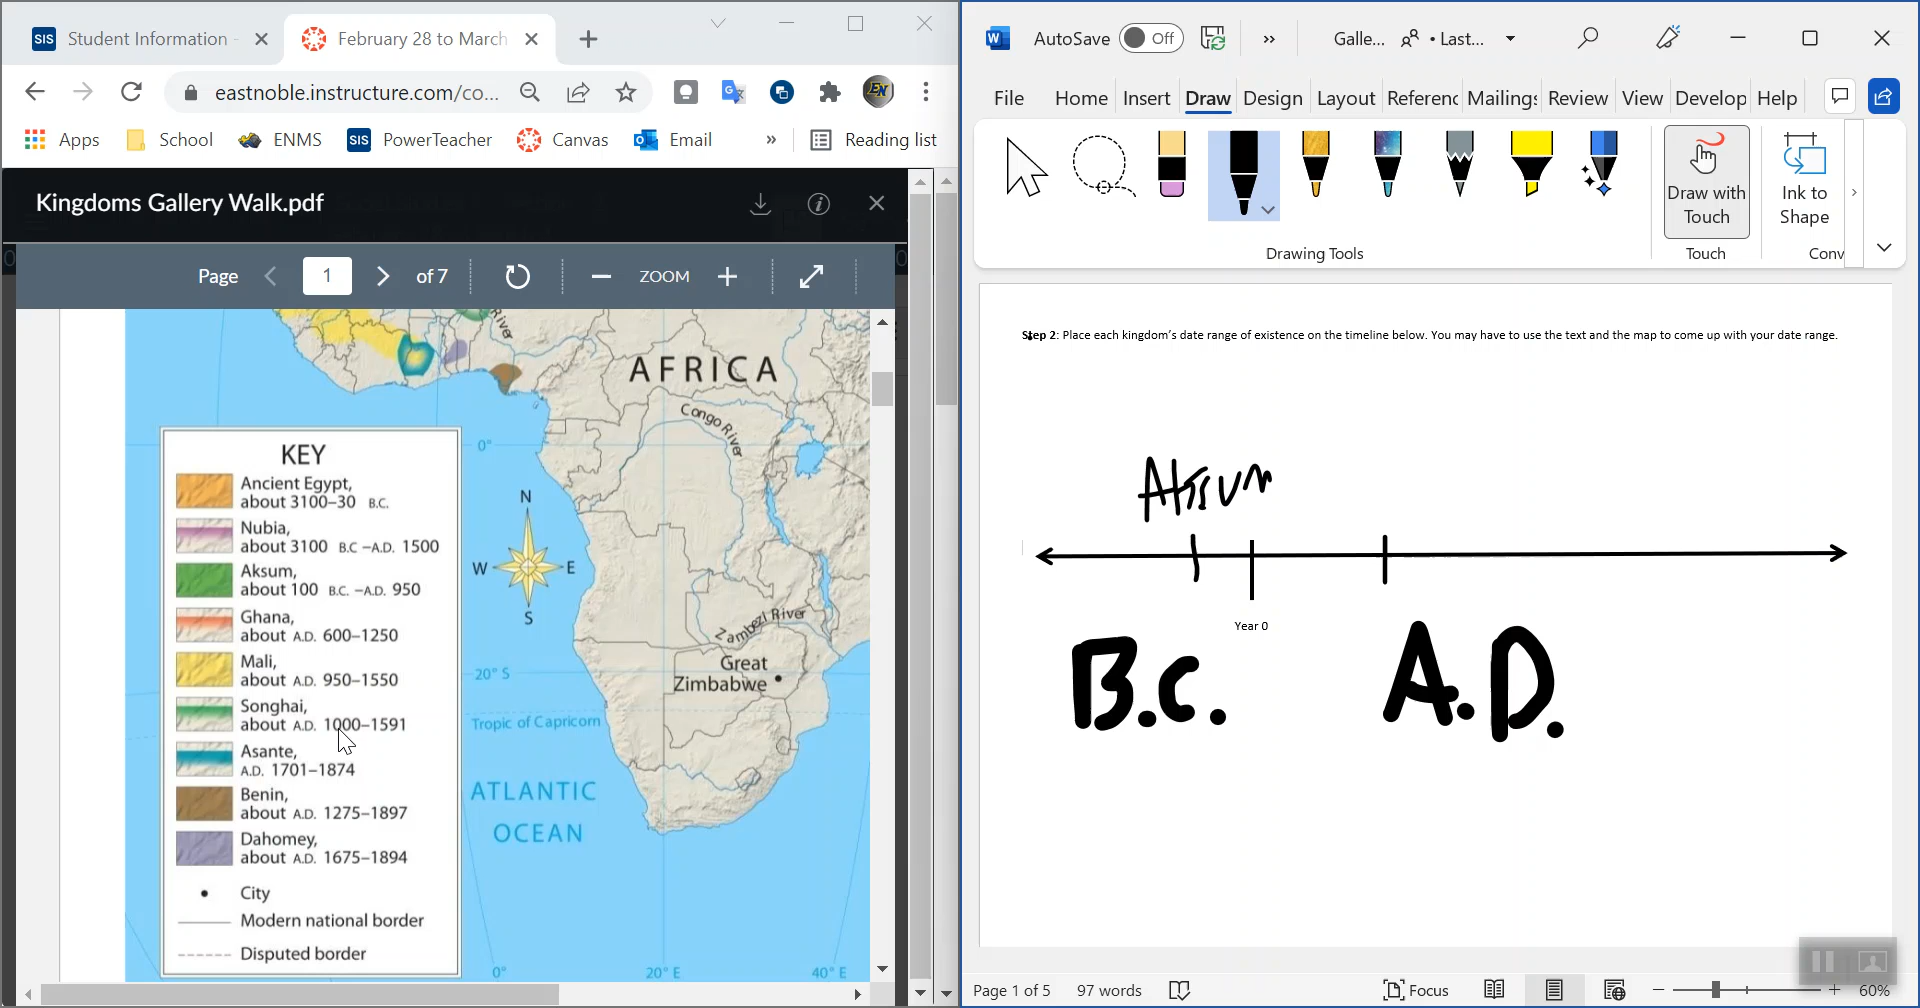 Student Information -
February 28 to March
eastnoble.instructure.com/co...
Apps
School
ENMS
SIS
PowerTeacher
Canvas
Email
»
Reading list
Kingdoms Gallery Walk.pdf
Page
1
of 7
ZOOM
River
AFRICA
Congo River
0°
KEY
Ancient Egypt,
about 3100–30 B.C.
Nubia,
about 3100 B.C –A.D. 1500
Aksum,
about 100 B.C. –A.D. 950
Ghana,
about A.D. 600–1250
Mali,
about A.D. 950–1550
Songhai,
about A.D. 1000–1591
Asante,
A.D. 1701–1874
Benin,
about A.D. 1275–1897
Dahomey,
about A.D. 1675–1894
City
Modern national border
Disputed border
N
W
E
S
Zambezi River
Great
Zimbabwe
20° S
Tropic of Capricorn
ATLANTIC
OCEAN
0°
20° E
40° E
AutoSave
Off
»
Galle...
• Last...
File
Home
Insert
Draw
Design
Layout
Referenc
Mailings
Review
View
Develop
Help
Draw with
Touch
Ink to
Shape
Drawing Tools
Touch
Conv
Step 2: Place each kingdom's date range of existence on the timeline below. You may have to use the text and the map to come up with your date range.
Aksum
Year 0
B.C.
A.D.
Page 1 of 5
97 words
Focus
60%